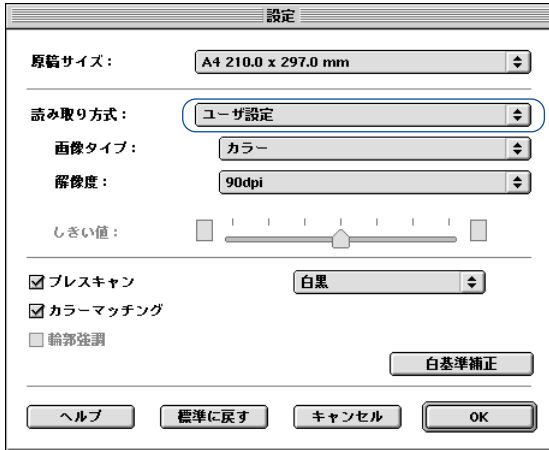 設定
原稿サイズ： A4 210.0 x 297.0 mm
読み取り方式： ユーザ設定
画像タイプ： カラー
解像度： 90dpi
しきい値：
プレスキャン 白黒
カラーマッチング
輪郭強調
白基準補正
ヘルプ 標準に戻す キャンセル OK